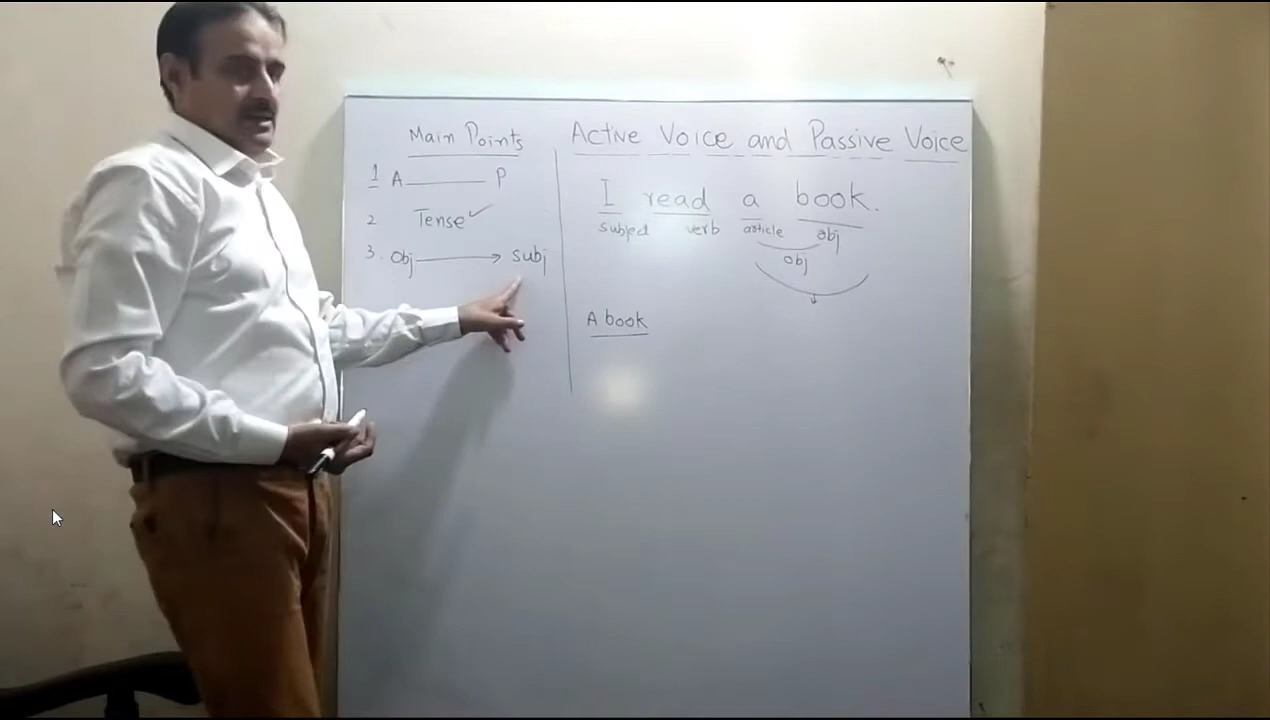 Main Points
1 A P
2 Tense ✓
3. Obj → subj
Active Voice and Passive Voice
I read a book.
subject verb article obj
obj
A book